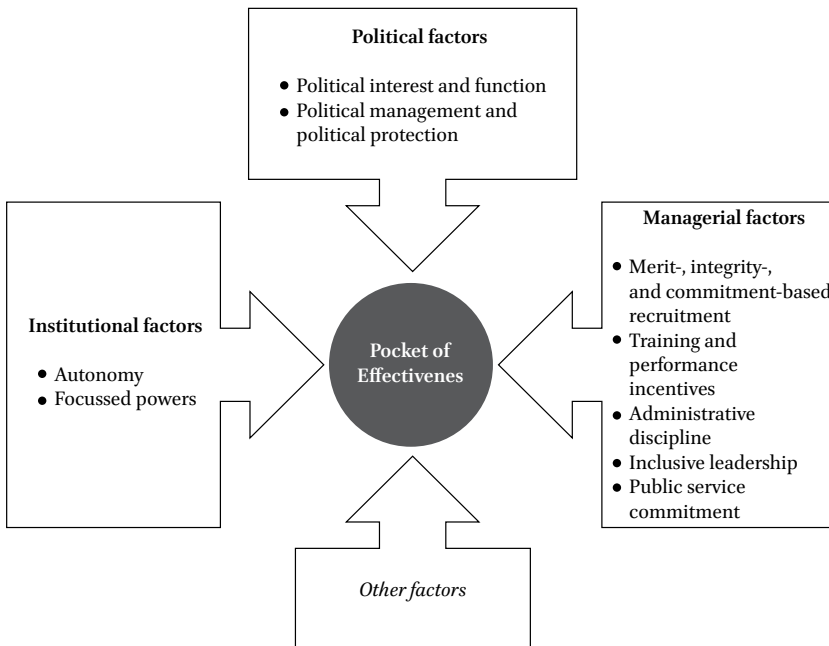 Political factors
● Political interest and function
● Political management and
political protection
Institutional factors
● Autonomy
● Focussed powers
Pocket of
Effectivenes
Managerial factors
● Merit-, integrity-,
and commitment-based
recruitment
● Training and
performance
incentives
● Administrative
discipline
● Inclusive leadership
● Public service
commitment
Other factors